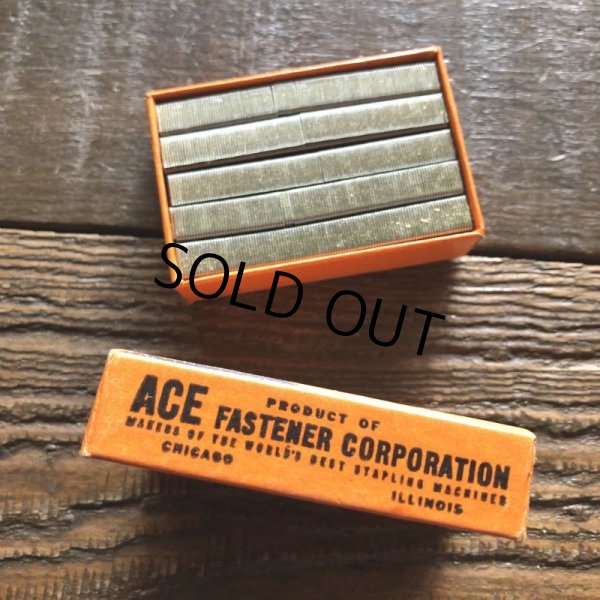 SOLD OUT
PRODUCT OF
ACE FASTENER CORPORATION
MAKERS OF THE WORLD'S BEST STAPLING MACHINES
CHICAGO ILLINOIS